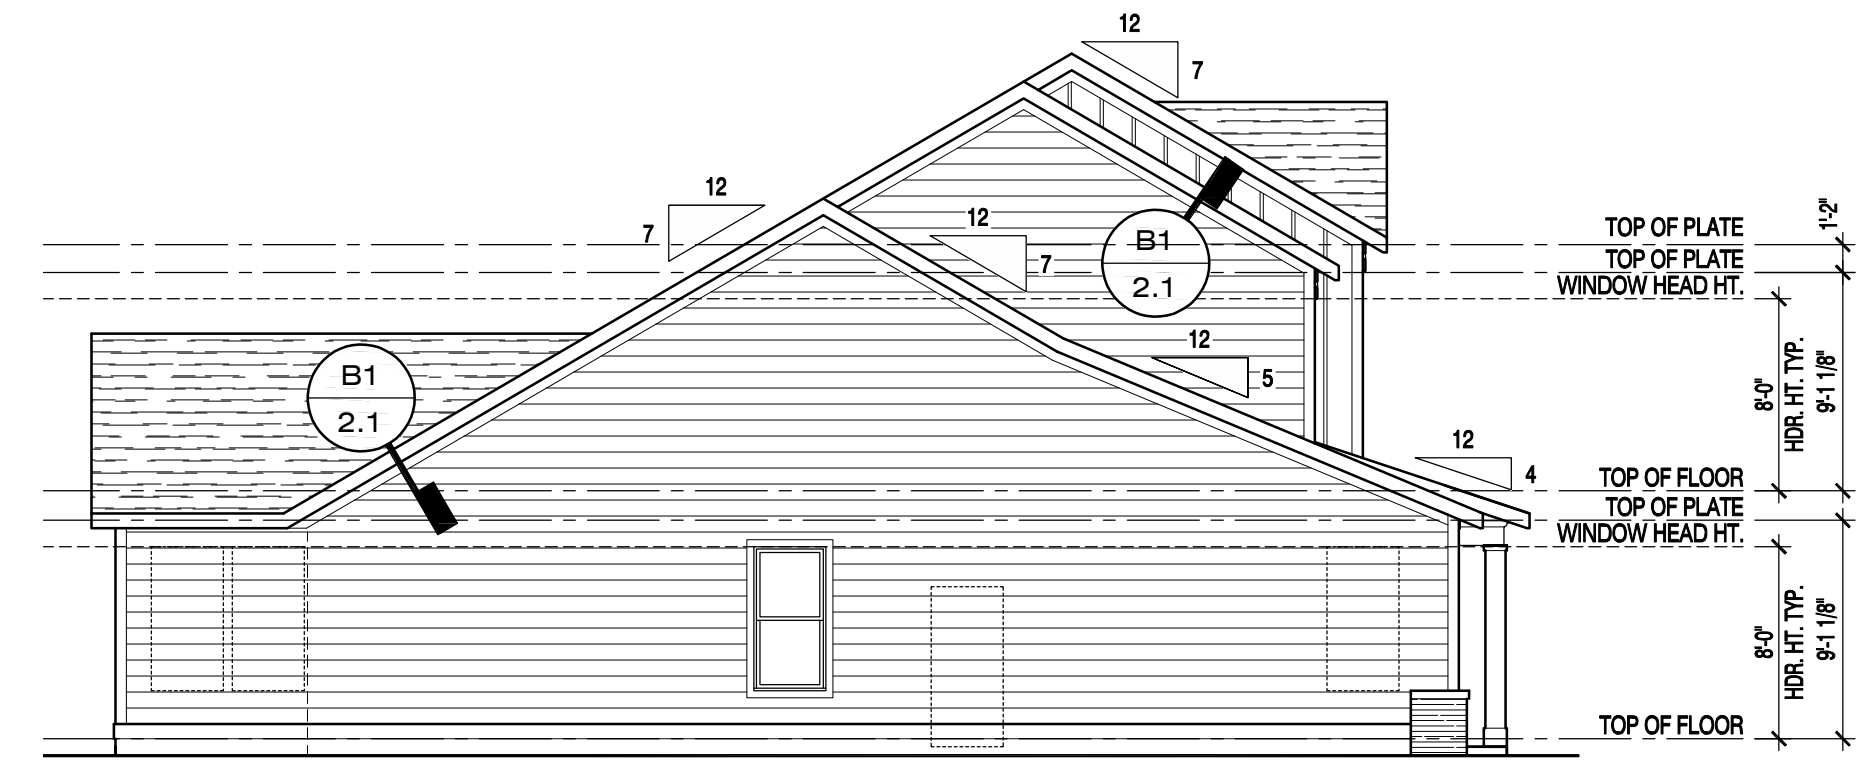 12
7
12
7
12
7
B1
2.1
12
5
B1
2.1
12
4
TOP OF PLATE
1'-2"
TOP OF PLATE
WINDOW HEAD HT.
8'-0"
HDR. HT. TYP.
9'-1 1/8"
TOP OF FLOOR
TOP OF PLATE
WINDOW HEAD HT.
8'-0"
HDR. HT. TYP.
9'-1 1/8"
TOP OF FLOOR